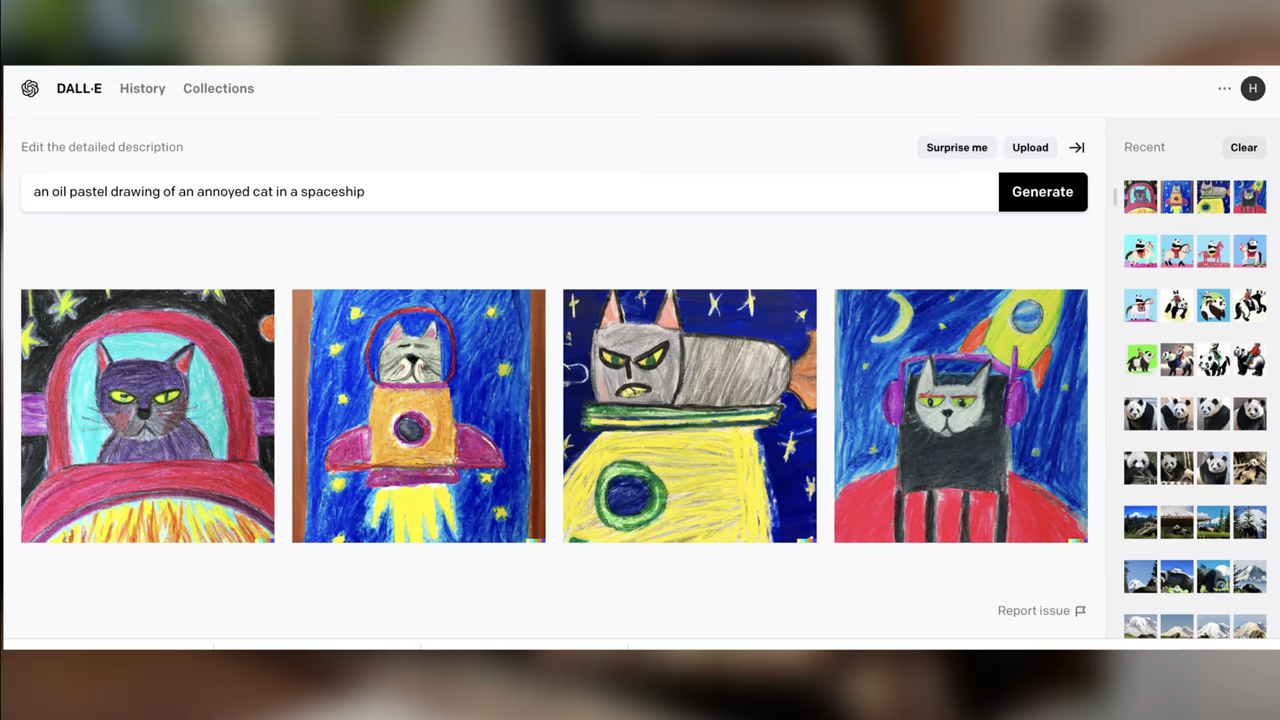 DALL·E History Collections
··· H
Edit the detailed description
Surprise me Upload
Recent Clear
an oil pastel drawing of an annoyed cat in a spaceship
Generate
Report issue